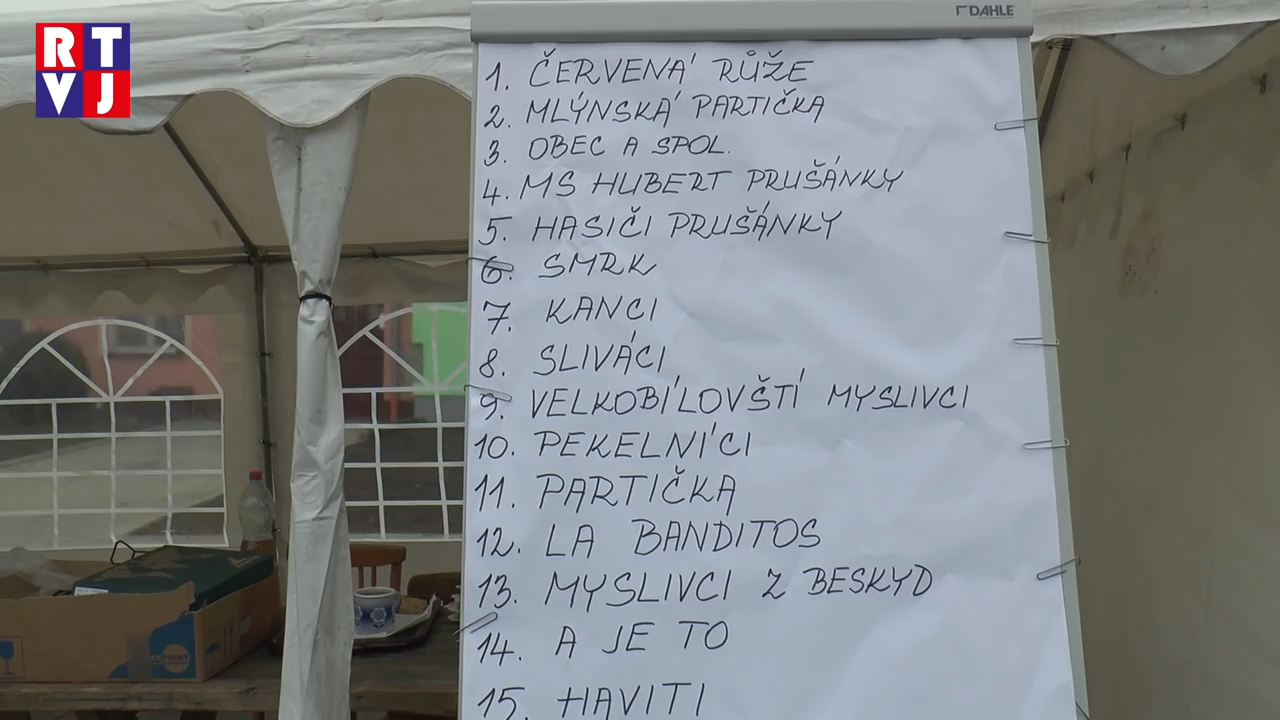 RT
VJ
DAHLE
1. ČERVENÁ RŮŽE
2. MLÝNSKÁ PARTIČKA
3. OBEC A SPOL.
4. MS HUBERT PRUŠÁNKY
5. HASIČI PRUŠÁNKY
6. SMRK
7. KANCI
8. SLIVÁCI
9. VELKOBÍLOVŠTÍ MYSLIVCI
10. PEKELNÍCI
11. PARTIČKA
12. LA BANDITOS
13. MYSLIVCI Z BESKYD
14. A JE TO
15. HAVITI